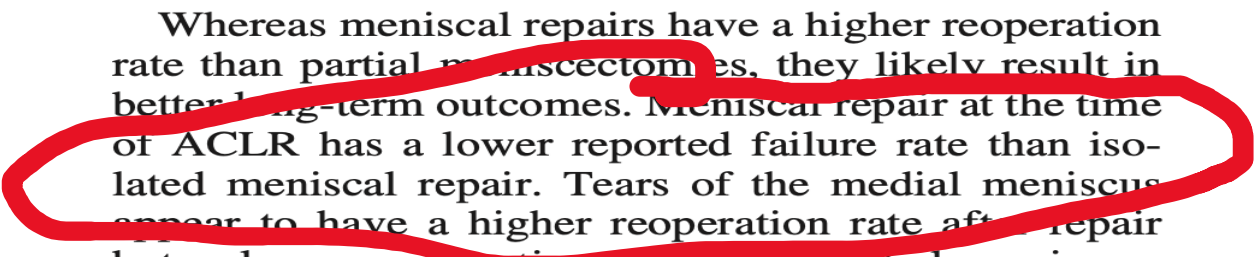 Whereas meniscal repairs have a higher reoperation
rate than partial meniscectomies, they likely result in
better long-term outcomes. Meniscal repair at the time
of ACLR has a lower reported failure rate than iso-
lated meniscal repair. Tears of the medial meniscus
appear to have a higher reoperation rate after repair